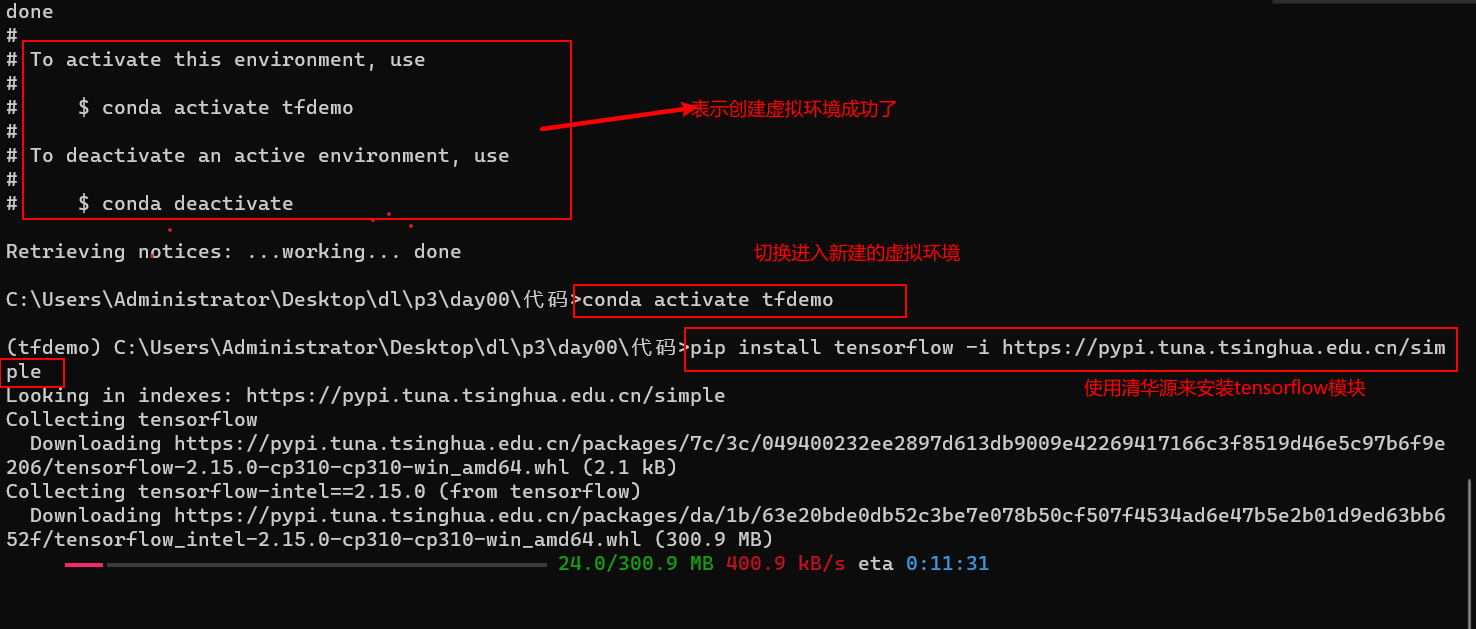 done
#
# To activate this environment, use
#
#     $ conda activate tfdemo
表示创建虚拟环境成功了
#
# To deactivate an active environment, use
#
#     $ conda deactivate
Retrieving notices: ...working... done
切换进入新建的虚拟环境
C:\Users\Administrator\Desktop\dl\p3\day00\代码>conda activate tfdemo
(tfdemo) C:\Users\Administrator\Desktop\dl\p3\day00\代码>pip install tensorflow -i https://pypi.tuna.tsinghua.edu.cn/sim
ple
使用清华源来安装tensorflow模块
Looking in indexes: https://pypi.tuna.tsinghua.edu.cn/simple
Collecting tensorflow
  Downloading https://pypi.tuna.tsinghua.edu.cn/packages/7c/3c/049400232ee2897d613db9009e42269417166c3f8519d46e5c97b6f9e
206/tensorflow-2.15.0-cp310-cp310-win_amd64.whl (2.1 kB)
Collecting tensorflow-intel==2.15.0 (from tensorflow)
  Downloading https://pypi.tuna.tsinghua.edu.cn/packages/da/1b/63e20bde0db52c3be7e078b50cf507f4534ad6e47b5e2b01d9ed63bb6
52f/tensorflow_intel-2.15.0-cp310-cp310-win_amd64.whl (300.9 MB)
24.0/300.9 MB 400.9 kB/s eta 0:11:31